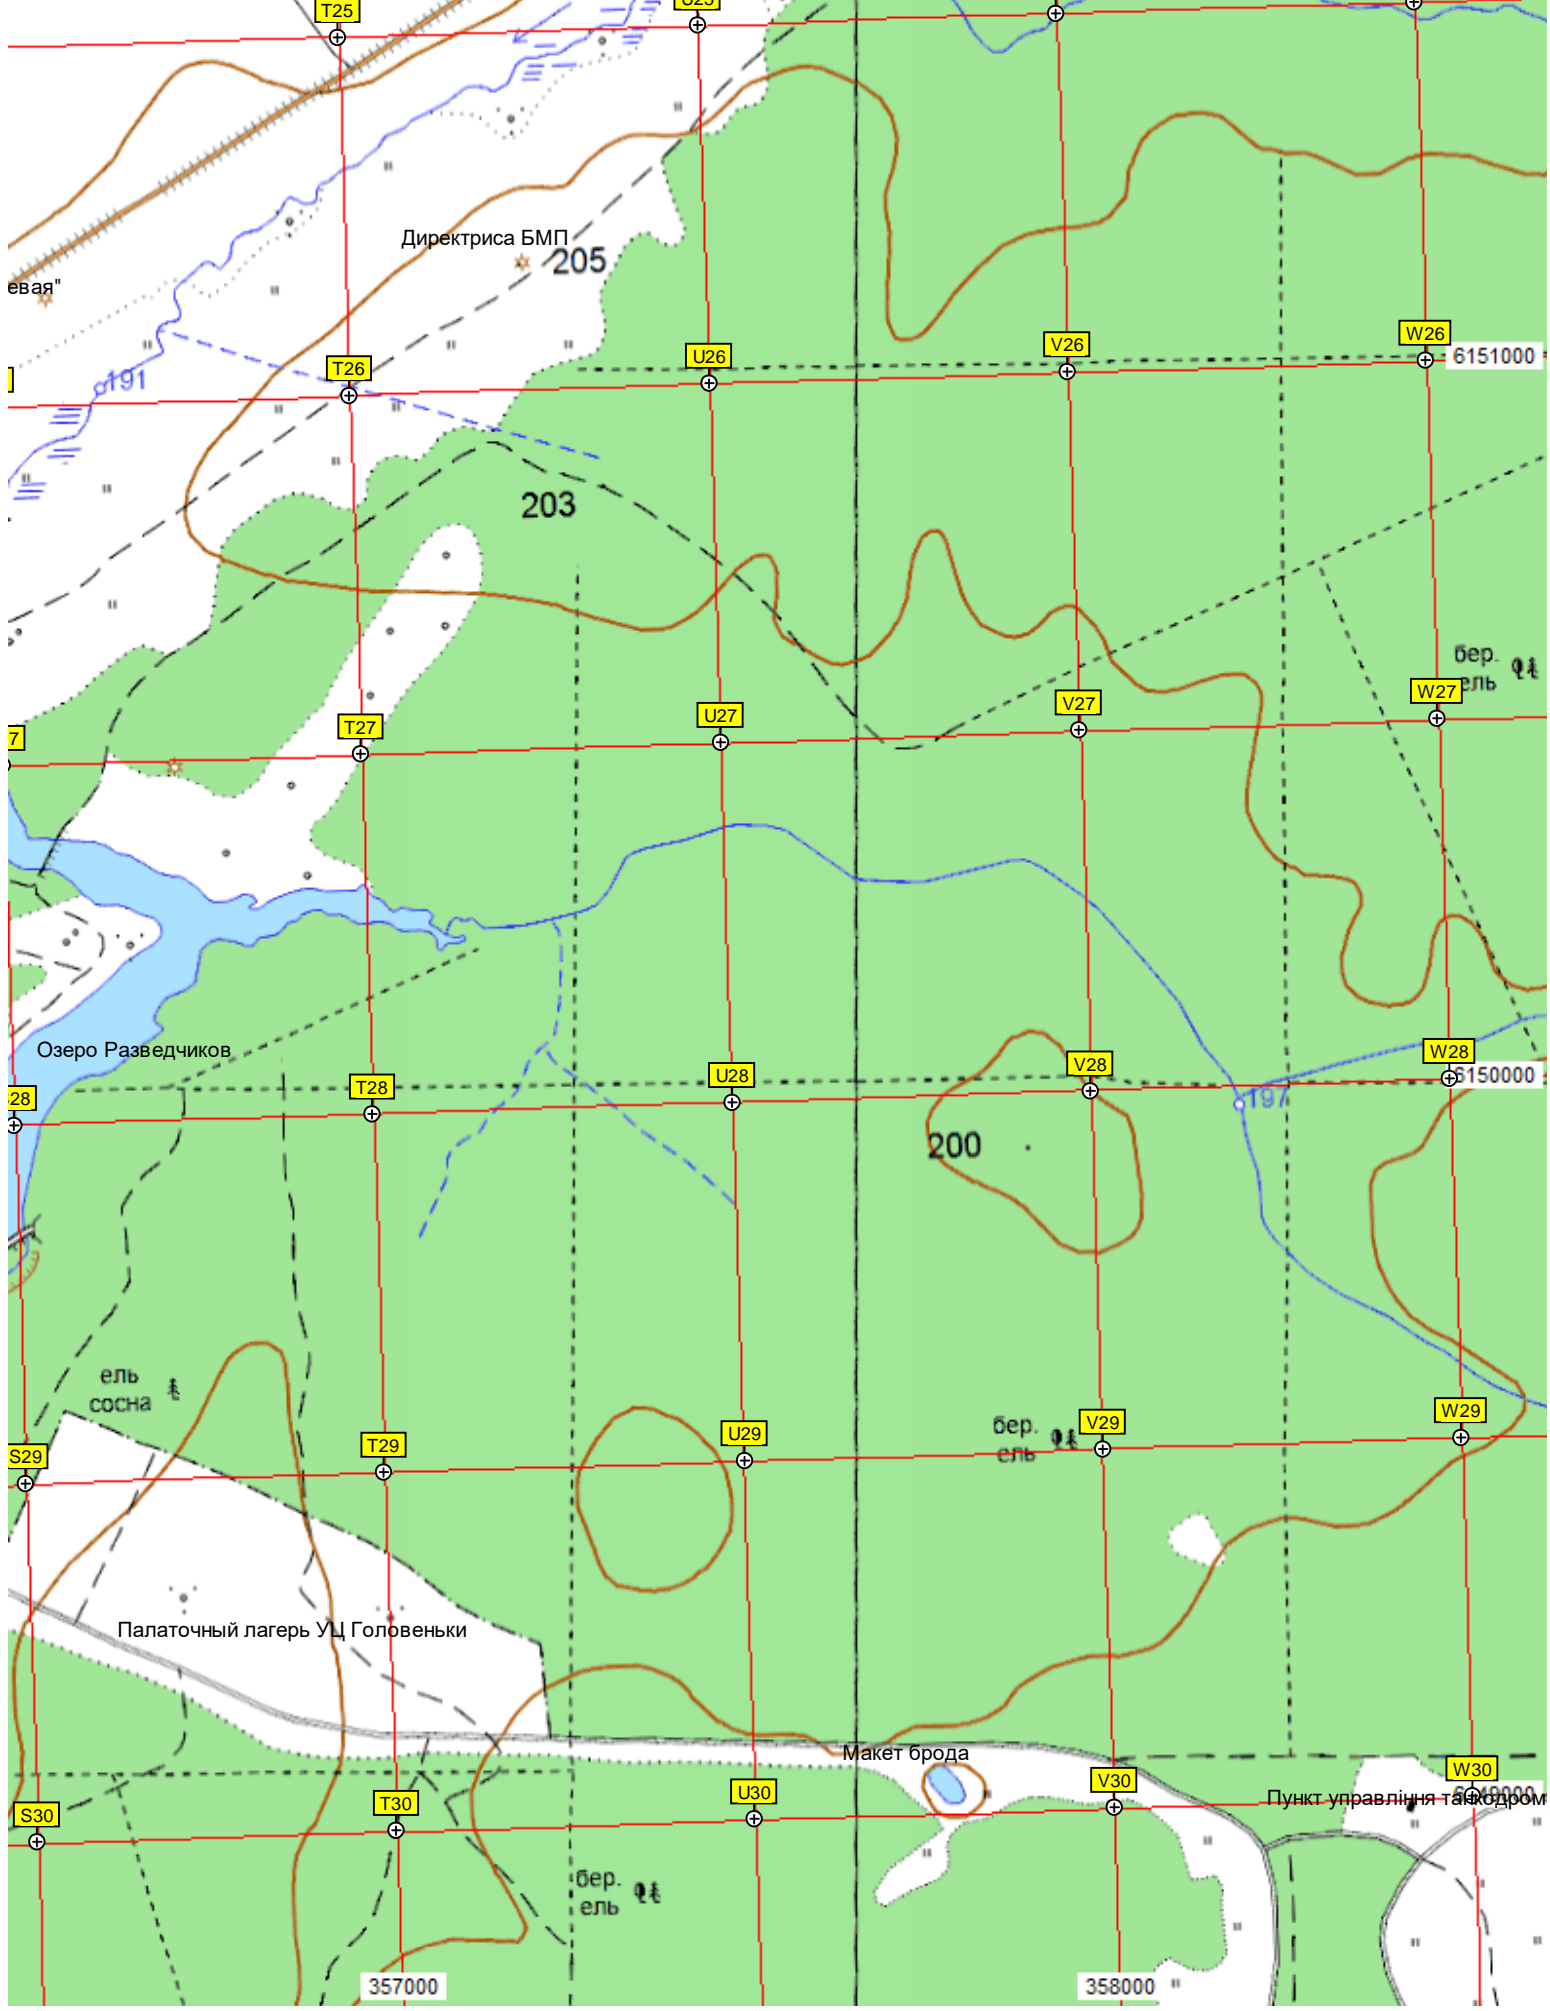 T25
U25
Директриса БМП
205
евая"
191
T26
U26
V26
W26
6151000
203
бер.
ель
7
T27
U27
V27
W27
Озеро Разведчиков
28
T28
U28
V28
W28
6150000
197
200
ель
сосна
S29
T29
U29
бер.
ель
V29
W29
Палаточный лагерь УЦ Головеньки
Макет брода
S30
T30
U30
V30
W30
Пункт управління танкодром
бер.
ель
357000
358000